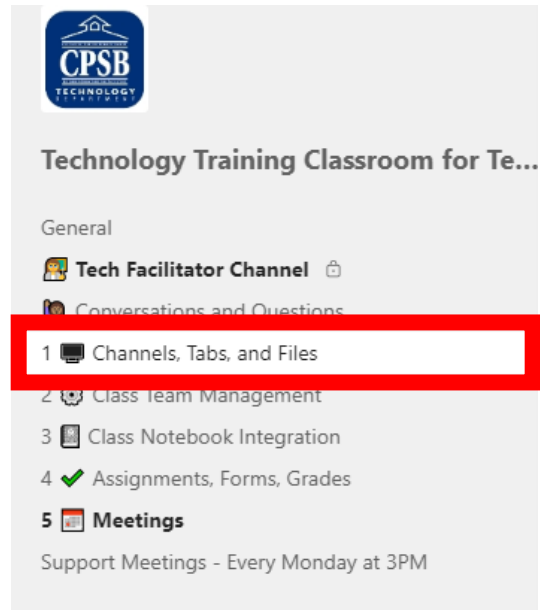 CPSB
TECHNOLOGY
DEPARTMENT
Technology Training Classroom for Te...
General
Tech Facilitator Channel
Conversations and Questions
1 Channels, Tabs, and Files
2 Class Team Management
3 Class Notebook Integration
4 Assignments, Forms, Grades
5 Meetings
Support Meetings - Every Monday at 3PM